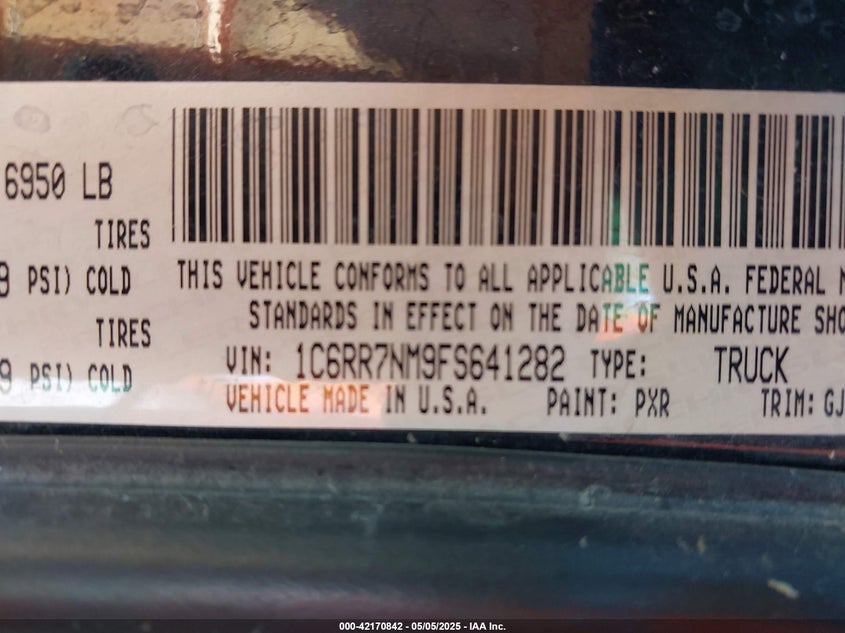 6950 LB
TIRES
9 PSI) COLD
TIRES
9 PSI) COLD
THIS VEHICLE CONFORMS TO ALL APPLICABLE U.S.A. FEDERAL M
STANDARDS IN EFFECT ON THE DATE OF MANUFACTURE SHO
VIN: 1C6RR7NM9FS641282 TYPE: TRUCK
VEHICLE MADE IN U.S.A. PAINT: PXR TRIM: GJ
000-42170842 - 05/05/2025 - IAA Inc.